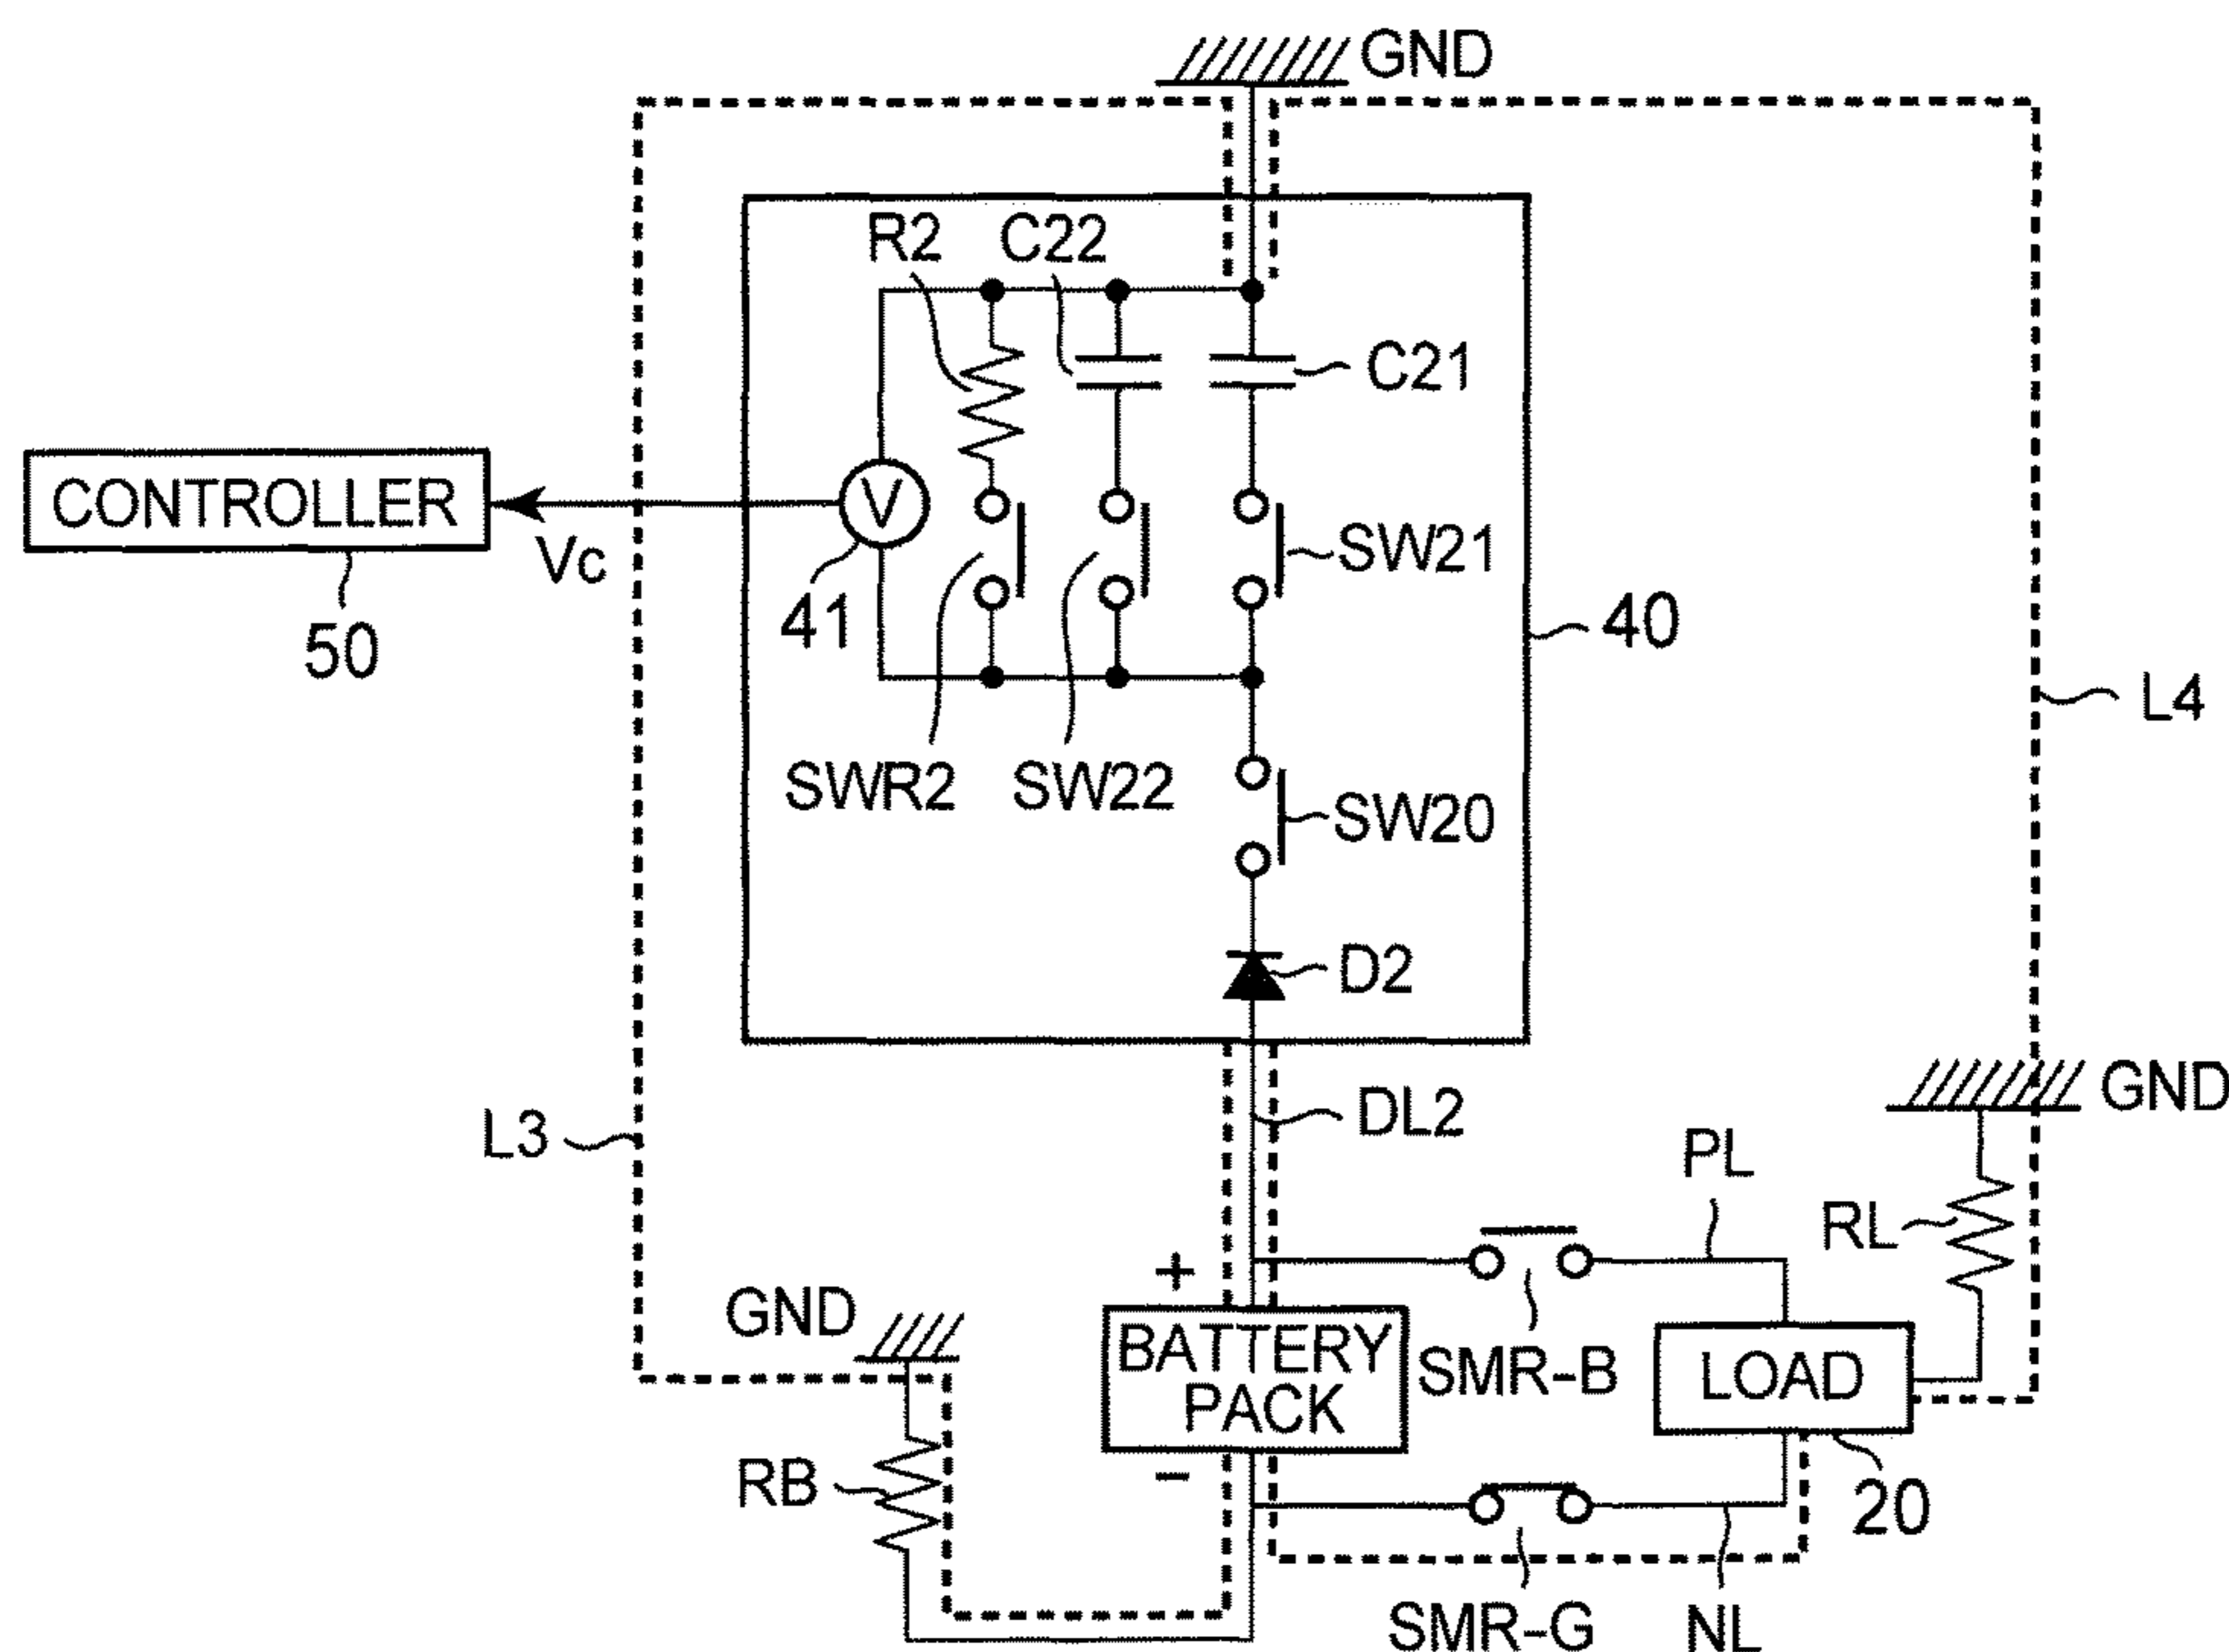 GND
R2
C22
C21
CONTROLLER
V
Vc
SW21
50
41
40
L4
SWR2
SW22
SW20
D2
DL2
GND
L3
PL
RL
+
GND
BATTERY
PACK
SMR-B
LOAD
RB
−
20
SMR-G
NL